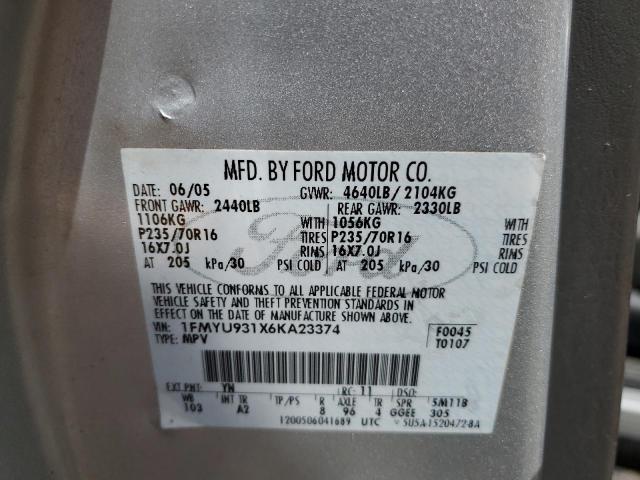 MFD. BY FORD MOTOR CO.
DATE: 06/05 GVWR: 4640LB/ 2104KG
FRONT GAWR: 2440LB REAR GAWR: 2330LB
1106KG WITH 1056KG WITH
P235/70R16 TIRES P235/70R16 TIRES
16X7.0J RIMS 16X7.0J RIMS
AT 205 kPa/30 PSI COLD AT 205 kPa/30 PSI COLD
Ford
THIS VEHICLE CONFORMS TO ALL APPLICABLE FEDERAL MOTOR
VEHICLE SAFETY AND THEFT PREVENTION STANDARDS IN
EFFECT ON THE DATE OF MANUFACTURE SHOWN ABOVE.
VIN: 1FMYU931X6KA23374 F0045
TYPE: MPV T0107
EXT PNT: YN RC: 11 DSO:
WB INT TR TP/PS R AXLE TR SPR 5M11B
103 A2 8 96 4 GGEE 305
1200506041689 UTC 5U5A-1520472-BA